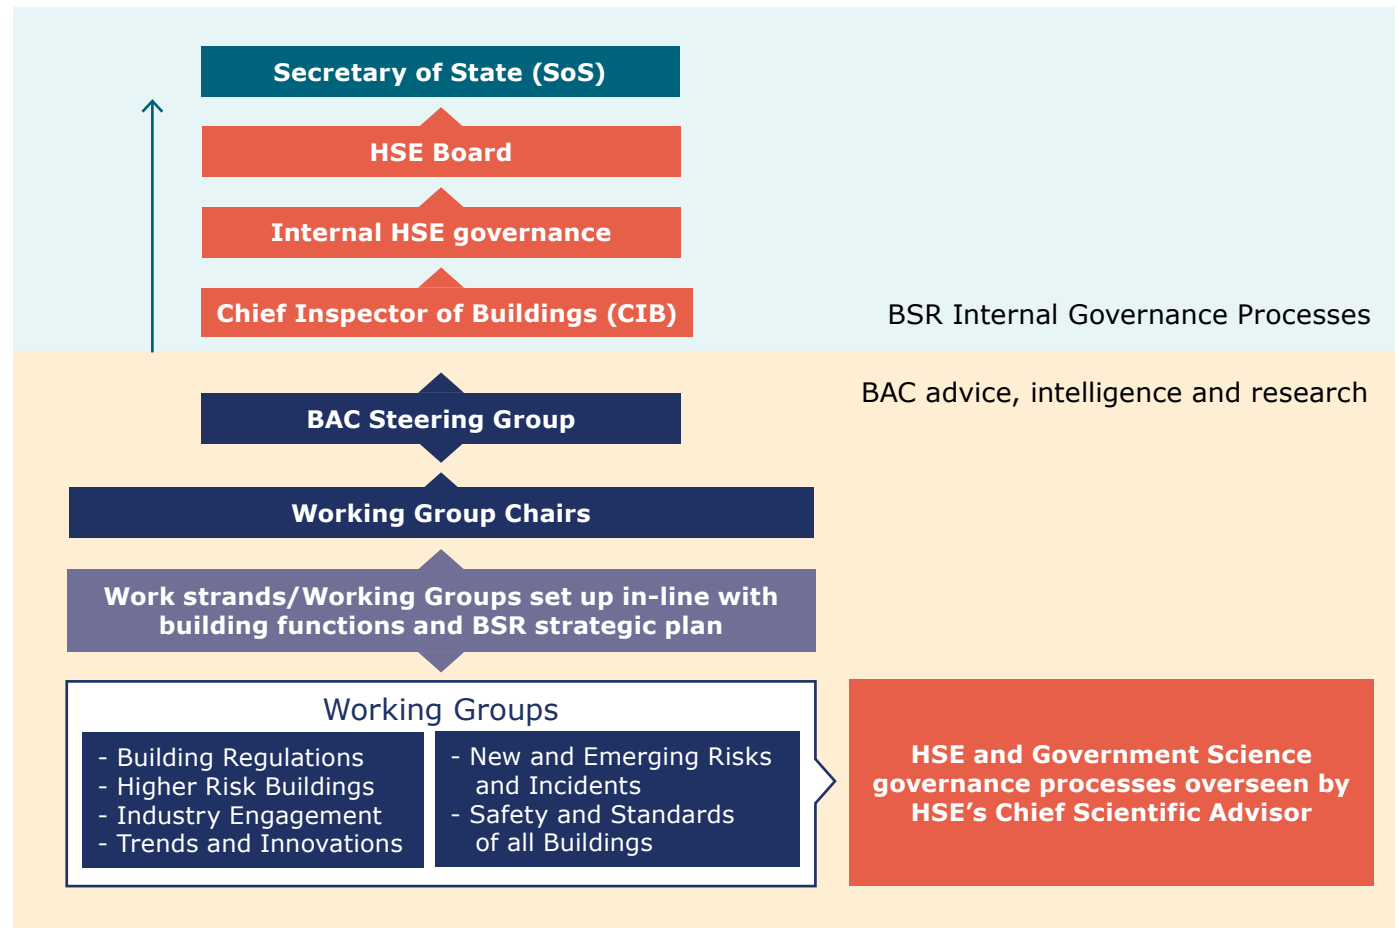 Secretary of State (SoS)
HSE Board
Internal HSE governance
Chief Inspector of Buildings (CIB)
BSR Internal Governance Processes
BAC advice, intelligence and research
BAC Steering Group
Working Group Chairs
Work strands/Working Groups set up in-line with
building functions and BSR strategic plan
Working Groups
- Building Regulations
- Higher Risk Buildings
- Industry Engagement
- Trends and Innovations
- New and Emerging Risks
and Incidents
- Safety and Standards
of all Buildings
HSE and Government Science
governance processes overseen by
HSE’s Chief Scientific Advisor